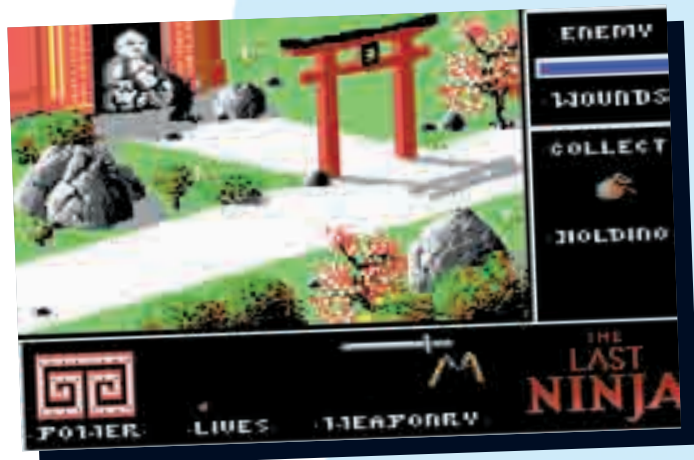 ENEMY
WOUNDS
COLLECT
HOLDING
POWER
LIVES
WEAPONRY
THE
LAST
NINJA